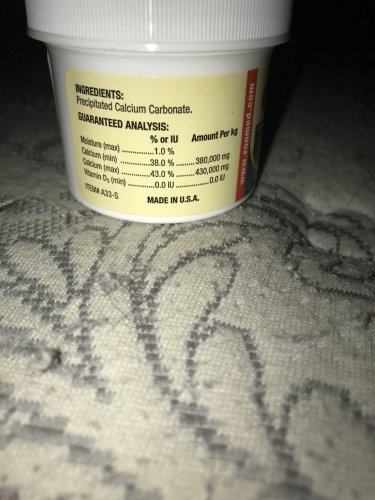 INGREDIENTS:
Precipitated Calcium Carbonate.
GUARANTEED ANALYSIS:
% or IU Amount Per kg
Moisture (max) ..............1.0 %
Calcium (min) ................38.0 % ......... 380,000 mg
Calcium (max) ...............43.0 % ......... 430,000 mg
Vitamin D₃ (min) ............0.0 IU ................0.0 IU
ITEM# A33-S
MADE IN U.S.A.
www.zoomed.com